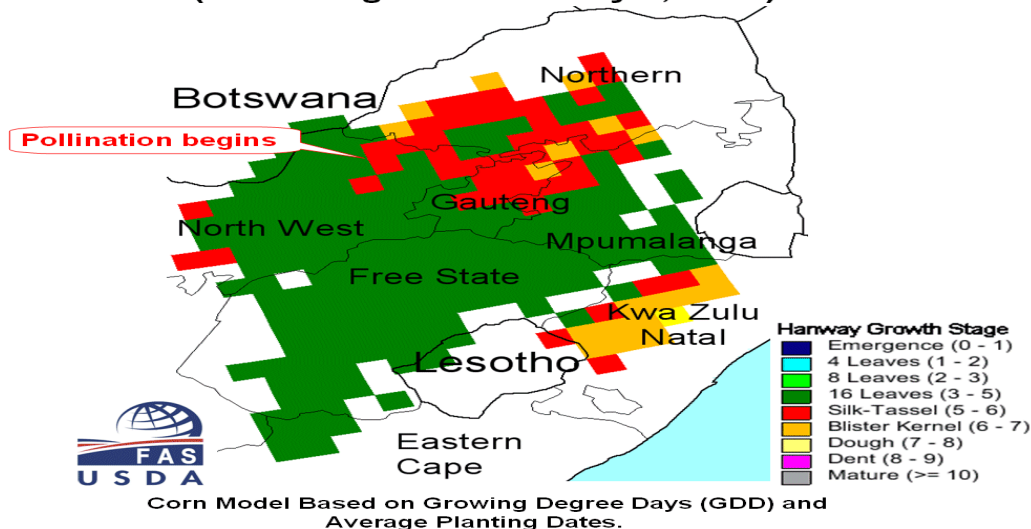 Northern
Botswana
Pollination begins
Gauteng
North West
Mpumalanga
Free State
Kwa Zulu
Natal
Lesotho
Eastern
Cape
Hanway Growth Stage
Emergence (0 - 1)
4 Leaves (1 - 2)
8 Leaves (2 - 3)
16 Leaves (3 - 5)
Silk-Tassel (5 - 6)
Blister Kernel (6 - 7)
Dough (7 - 8)
Dent (8 - 9)
Mature (>= 10)
FAS
USDA
Corn Model Based on Growing Degree Days (GDD) and
Average Planting Dates.